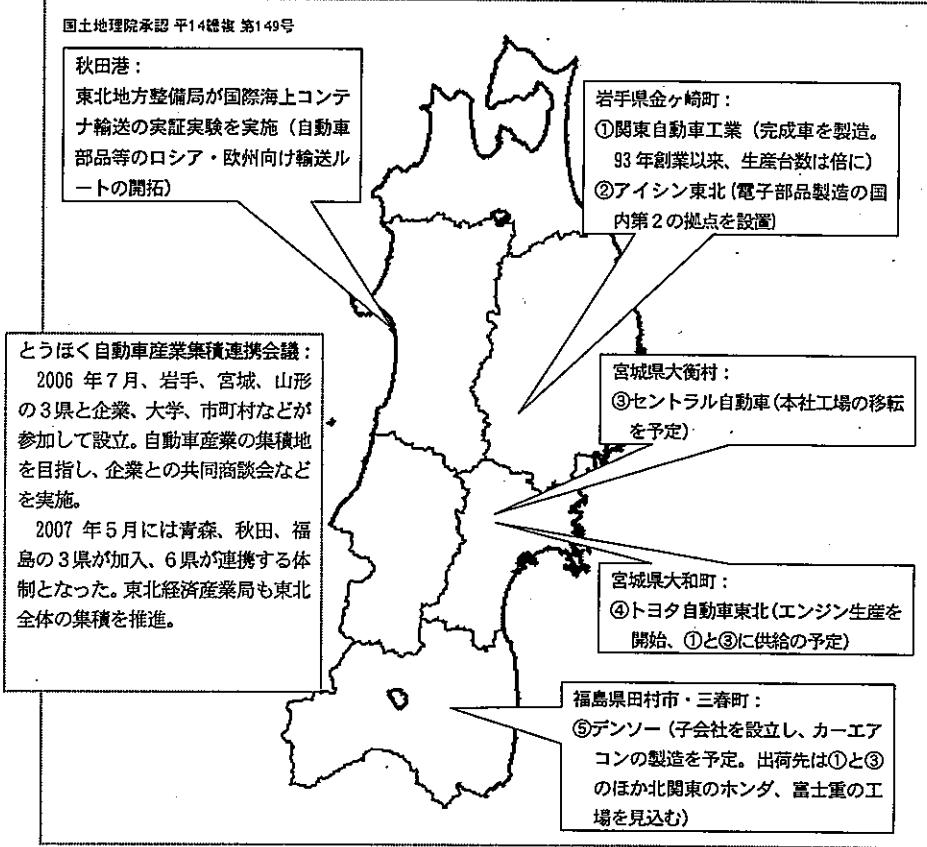 国土地理院承認 平14総複 第149号
秋田港：
東北地方整備局が国際海上コンテ
ナ輸送の実証実験を実施（自動車
部品等のロシア・欧州向け輸送ル
ートの開拓）
岩手県金ヶ崎町：
①関東自動車工業（完成車を製造。
93年創業以来、生産台数は倍に）
②アイシン東北（電子部品製造の国
内第２の拠点を設置）
とうほく自動車産業集積連携会議：
2006 年７月、岩手、宮城、山形
の３県と企業、大学、市町村などが
参加して設立。自動車産業の集積地
を目指し、企業との共同商談会など
を実施。
2007 年５月には青森、秋田、福
島の３県が加入、６県が連携する体
制となった。東北経済産業局も東北
全体の集積を推進。
宮城県大衡村：
③セントラル自動車（本社工場の移転
を予定）
宮城県大和町：
④トヨタ自動車東北（エンジン生産を
開始、①と③に供給の予定）
福島県田村市・三春町：
⑤デンソー（子会社を設立し、カーエア
コンの製造を予定。出荷先は①と③
のほか北関東のホンダ、富士重の工
場を見込む）